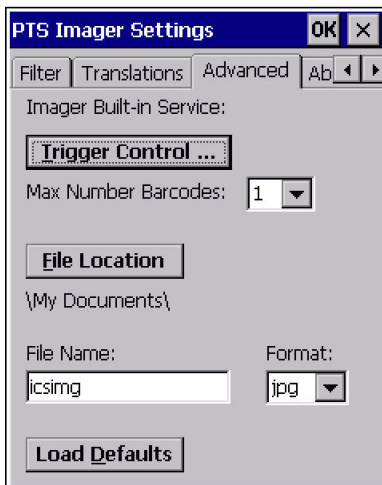 PTS Imager Settings OK ×
Filter Translations Advanced Ab
Imager Built-in Service:
Trigger Control ...
Max Number Barcodes: 1
File Location
\My Documents\
File Name: Format:
icsimg jpg
Load Defaults